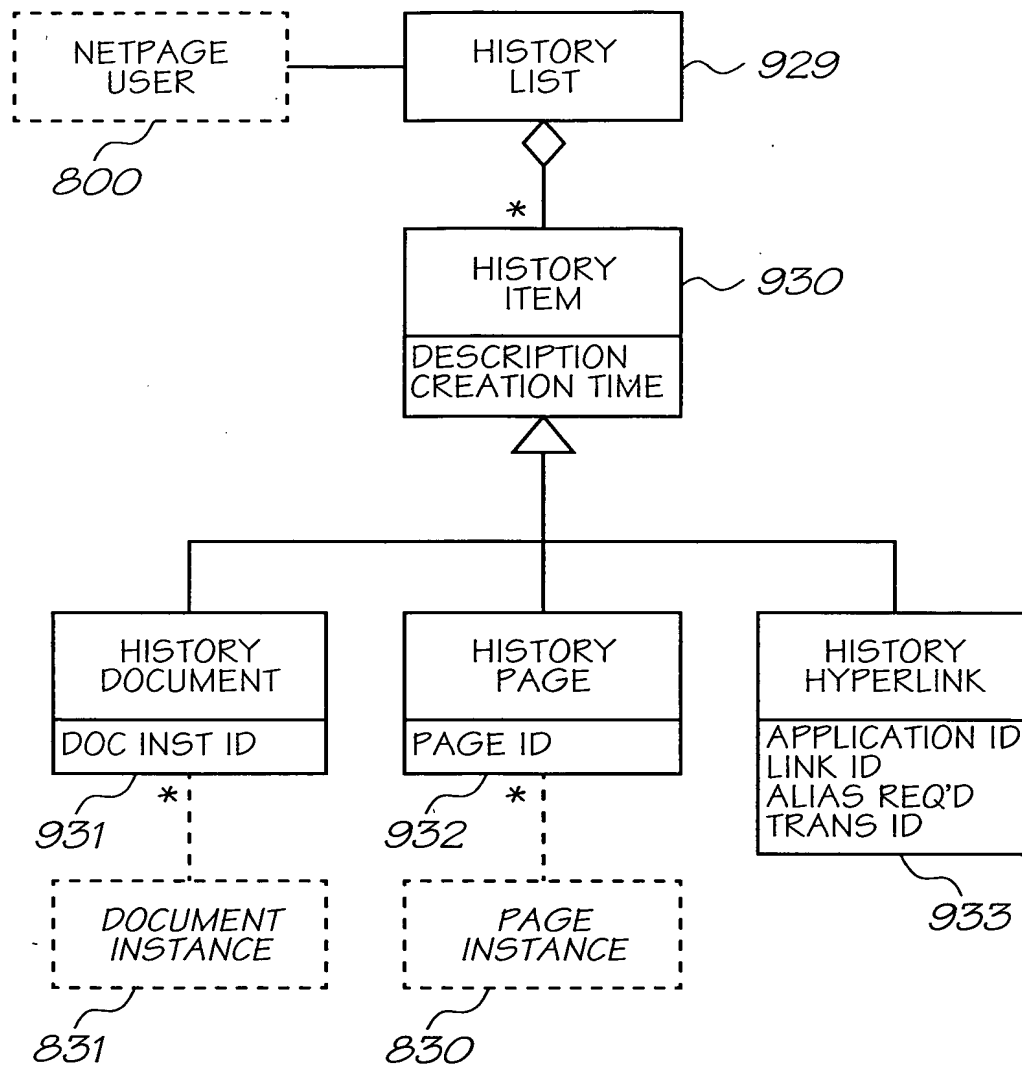 NETPAGE
USER
800
HISTORY
LIST
929
*
HISTORY
ITEM
930
DESCRIPTION
CREATION TIME
HISTORY
DOCUMENT
DOC INST ID
931
*
HISTORY
PAGE
PAGE ID
932
*
HISTORY
HYPERLINK
APPLICATION ID
LINK ID
ALIAS REQ'D
TRANS ID
933
DOCUMENT
INSTANCE
831
PAGE
INSTANCE
830